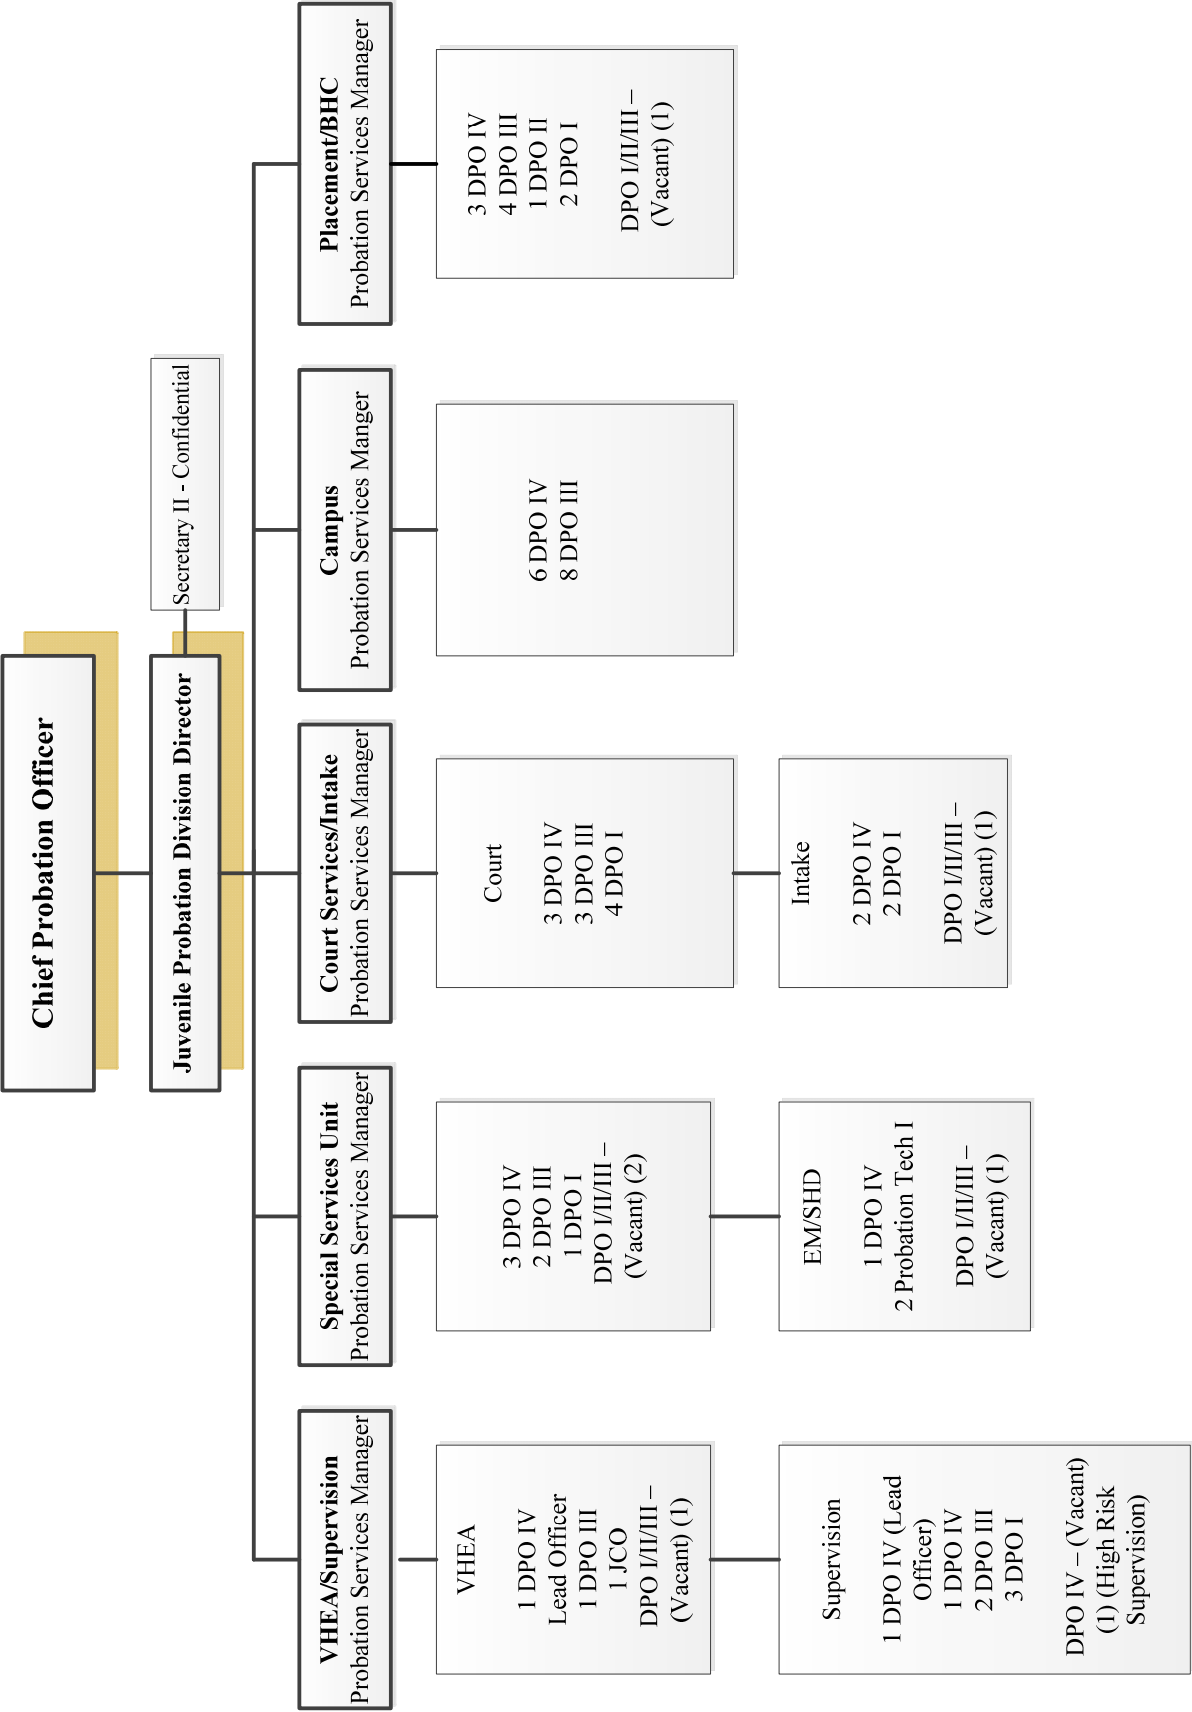 Chief Probation Officer
Juvenile Probation Division Director
Secretary II - Confidential
VHEA/Supervision
Probation Services Manager
VHEA
1 DPO IV
Lead Officer
1 DPO III
1 JCO
DPO I/II/III –
(Vacant) (1)
Supervision
1 DPO IV (Lead
Officer)
1 DPO IV
2 DPO III
3 DPO I
DPO IV – (Vacant)
(1) (High Risk
Supervision)
Special Services Unit
Probation Services Manager
3 DPO IV
2 DPO III
1 DPO I
DPO I/II/III –
(Vacant) (2)
EM/SHD
1 DPO IV
2 Probation Tech I
DPO I/II/III –
(Vacant) (1)
Court Services/Intake
Probation Services Manager
Court
3 DPO IV
3 DPO III
4 DPO I
Intake
2 DPO IV
2 DPO I
DPO I/II/III –
(Vacant) (1)
Campus
Probation Services Manger
6 DPO IV
8 DPO III
Placement/BHC
Probation Services Manager
3 DPO IV
4 DPO III
1 DPO II
2 DPO I
DPO I/II/III –
(Vacant) (1)